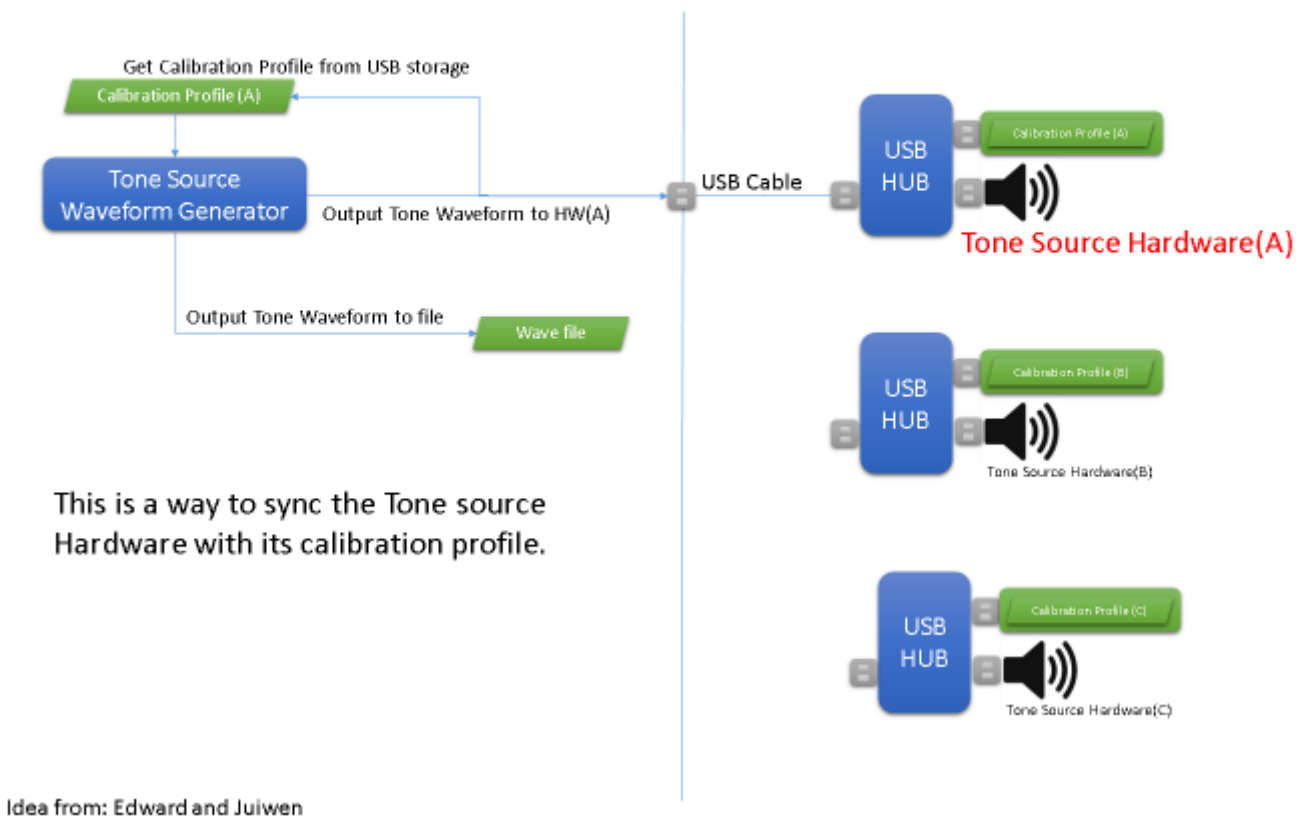 Get Calibration Profile from USB storage
Calibration Profile (A)
Tone Source
Waveform Generator
Output Tone Waveform to HW(A)
Output Tone Waveform to file
Wave file
This is a way to sync the Tone source
Hardware with its calibration profile.
Idea from: Edward and Juiwen
USB Cable
USB
HUB
Calibration Profile (A)
Tone Source Hardware(A)
USB
HUB
Calibration Profile (B)
Tone Source Hardware(B)
USB
HUB
Calibration Profile (C)
Tone Source Hardware(C)